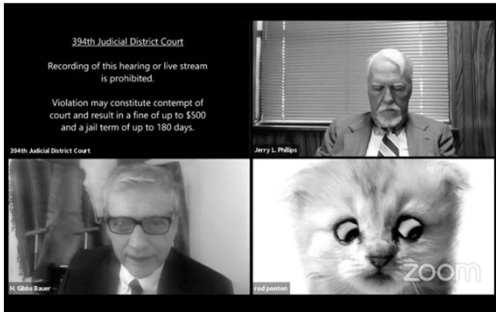 394th Judicial District Court
Recording of this hearing or live stream
is prohibited.
Violation may constitute contempt of
court and result in a fine of up to $500
and a jail term of up to 180 days.
394th Judicial District Court
Jerry L. Phillips
H. Gibbs Bauer
rod ponton
zoom